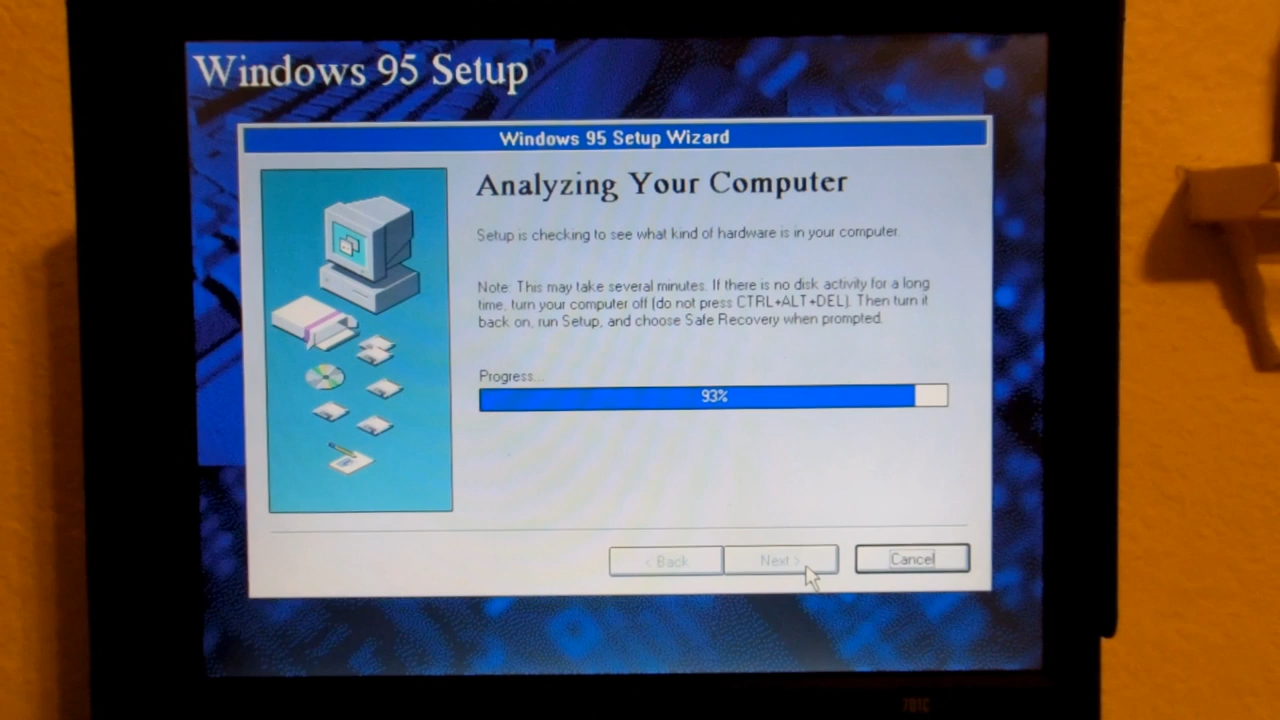 Windows 95 Setup
Windows 95 Setup Wizard
Analyzing Your Computer
Setup is checking to see what kind of hardware is in your computer.
Note: This may take several minutes. If there is no disk activity for a long
time, turn your computer off (do not press CTRL+ALT+DEL). Then turn it
back on, run Setup, and choose Safe Recovery when prompted.
Progress...
93%
< Back
Next >
Cancel
701C